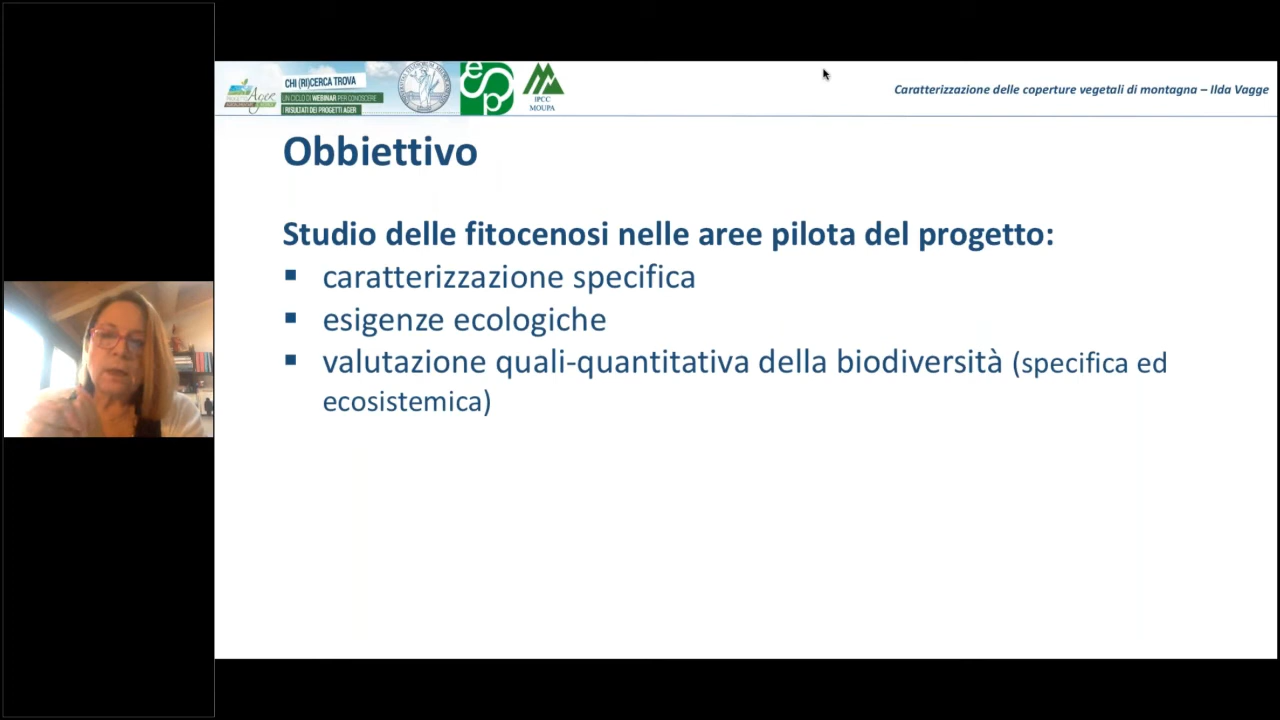 Ager
CHI (RI)CERCA TROVA
UN CICLO DI WEBINAR PER CONOSCERE
I RISULTATI DEI PROGETTI AGER
esp
IPCC
MOUPA
Caratterizzazione delle coperture vegetali di montagna – Ilda Vagge
Obbiettivo
Studio delle fitocenosi nelle aree pilota del progetto:
▪ caratterizzazione specifica
▪ esigenze ecologiche
▪ valutazione quali-quantitativa della biodiversità (specifica ed
ecosistemica)